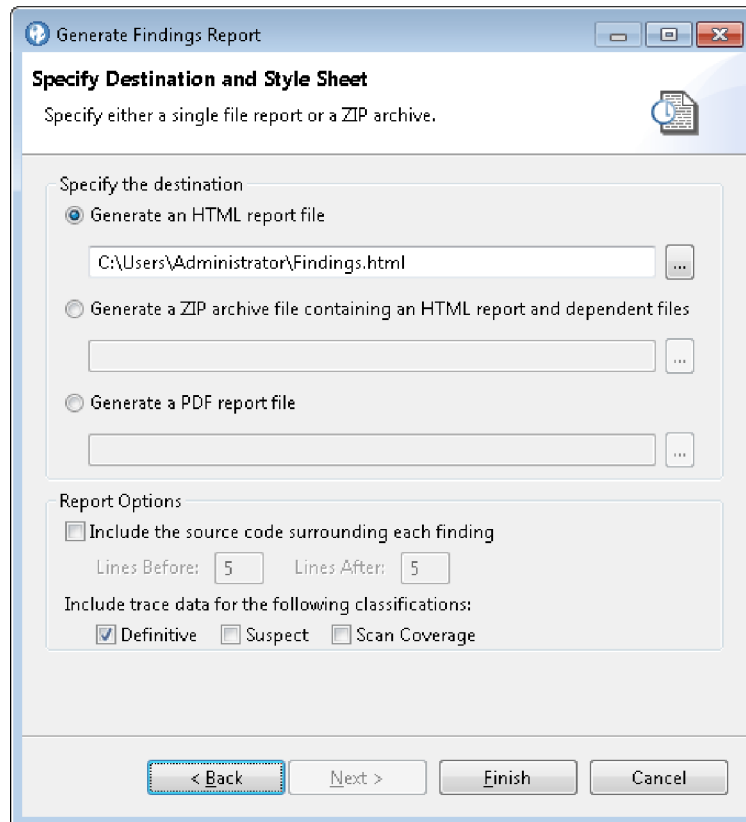 Generate Findings Report
Specify Destination and Style Sheet
Specify either a single file report or a ZIP archive.
Specify the destination
Generate an HTML report file
C:\Users\Administrator\Findings.html
...
Generate a ZIP archive file containing an HTML report and dependent files
...
Generate a PDF report file
...
Report Options
Include the source code surrounding each finding
Lines Before: 5 Lines After: 5
Include trace data for the following classifications:
Definitive Suspect Scan Coverage
< Back Next > Finish Cancel